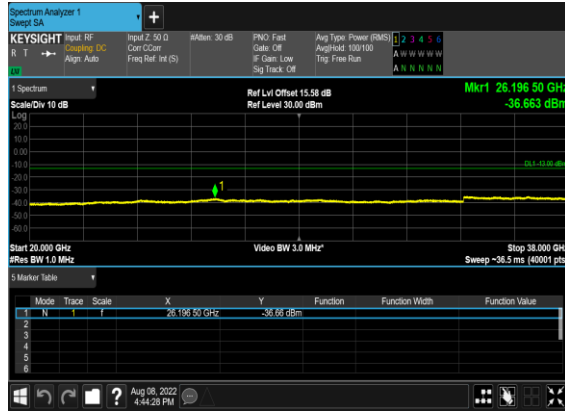 Spectrum Analyzer 1
Swept SA
KEYSIGHT Input: RF Input Z: 50 Ω #Atten: 30 dB PNO: Fast Avg Type: Power (RMS) 1 2 3 4 5 6
R T Coupling: DC Corr CCorr Gate: Off Avg|Hold: 100/100 A W W W W W
Align: Auto Freq Ref: Int (S) IF Gain: Low Trig: Free Run
LXI Sig Track: Off A N N N N N
1 Spectrum Ref Lvl Offset 15.58 dB Mkr1 26.196 50 GHz
Scale/Div 10 dB Ref Level 30.00 dBm -36.663 dBm
Log
20.0
10.0
0.00
-10.0 DL1 -13.00 dBm
-20.0
-30.0 1
-40.0
-50.0
-60.0
Start 20.000 GHz Video BW 3.0 MHz* Stop 38.000 GHz
#Res BW 1.0 MHz Sweep ~36.5 ms (40001 pts)
5 Marker Table
Mode Trace Scale X Y Function Function Width Function Value
1 N 1 f 26.196 50 GHz -36.66 dBm
2
3
4
5
6
? Aug 08, 2022
4:44:28 PM